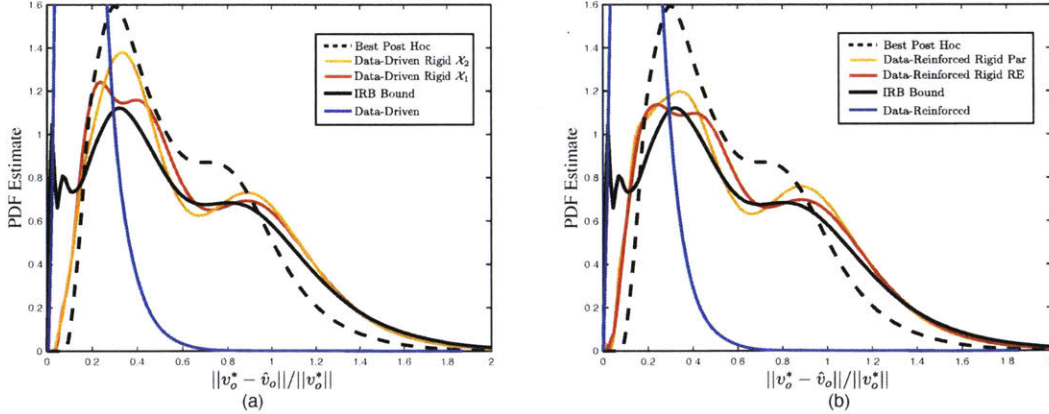 1.6
1.4
1.2
1
0.8
0.6
0.4
0.2
0
PDF Estimate
Best Post Hoc
Data-Driven Rigid 𝒳₂
Data-Driven Rigid 𝒳₁
IRB Bound
Data-Driven
0 0.2 0.4 0.6 0.8 1 1.2 1.4 1.6 1.8 2
||v*ₒ − v̂ₒ||/||v*ₒ||
(a)
1.6
1.4
1.2
1
0.8
0.6
0.4
0.2
0
PDF Estimate
Best Post Hoc
Data-Reinforced Rigid Par
Data-Reinforced Rigid RE
IRB Bound
Data-Reinforced
0 0.2 0.4 0.6 0.8 1 1.2 1.4 1.6 1.8 2
||v*ₒ − v̂ₒ||/||v*ₒ||
(b)